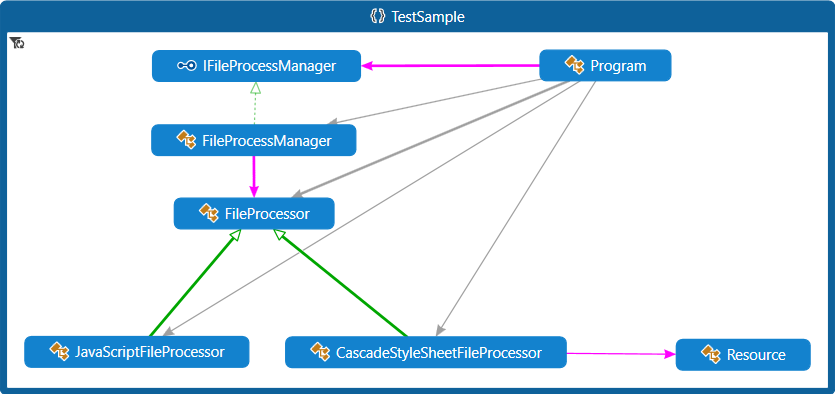 TestSample
IFileProcessManager
Program
FileProcessManager
FileProcessor
JavaScriptFileProcessor
CascadeStyleSheetFileProcessor
Resource